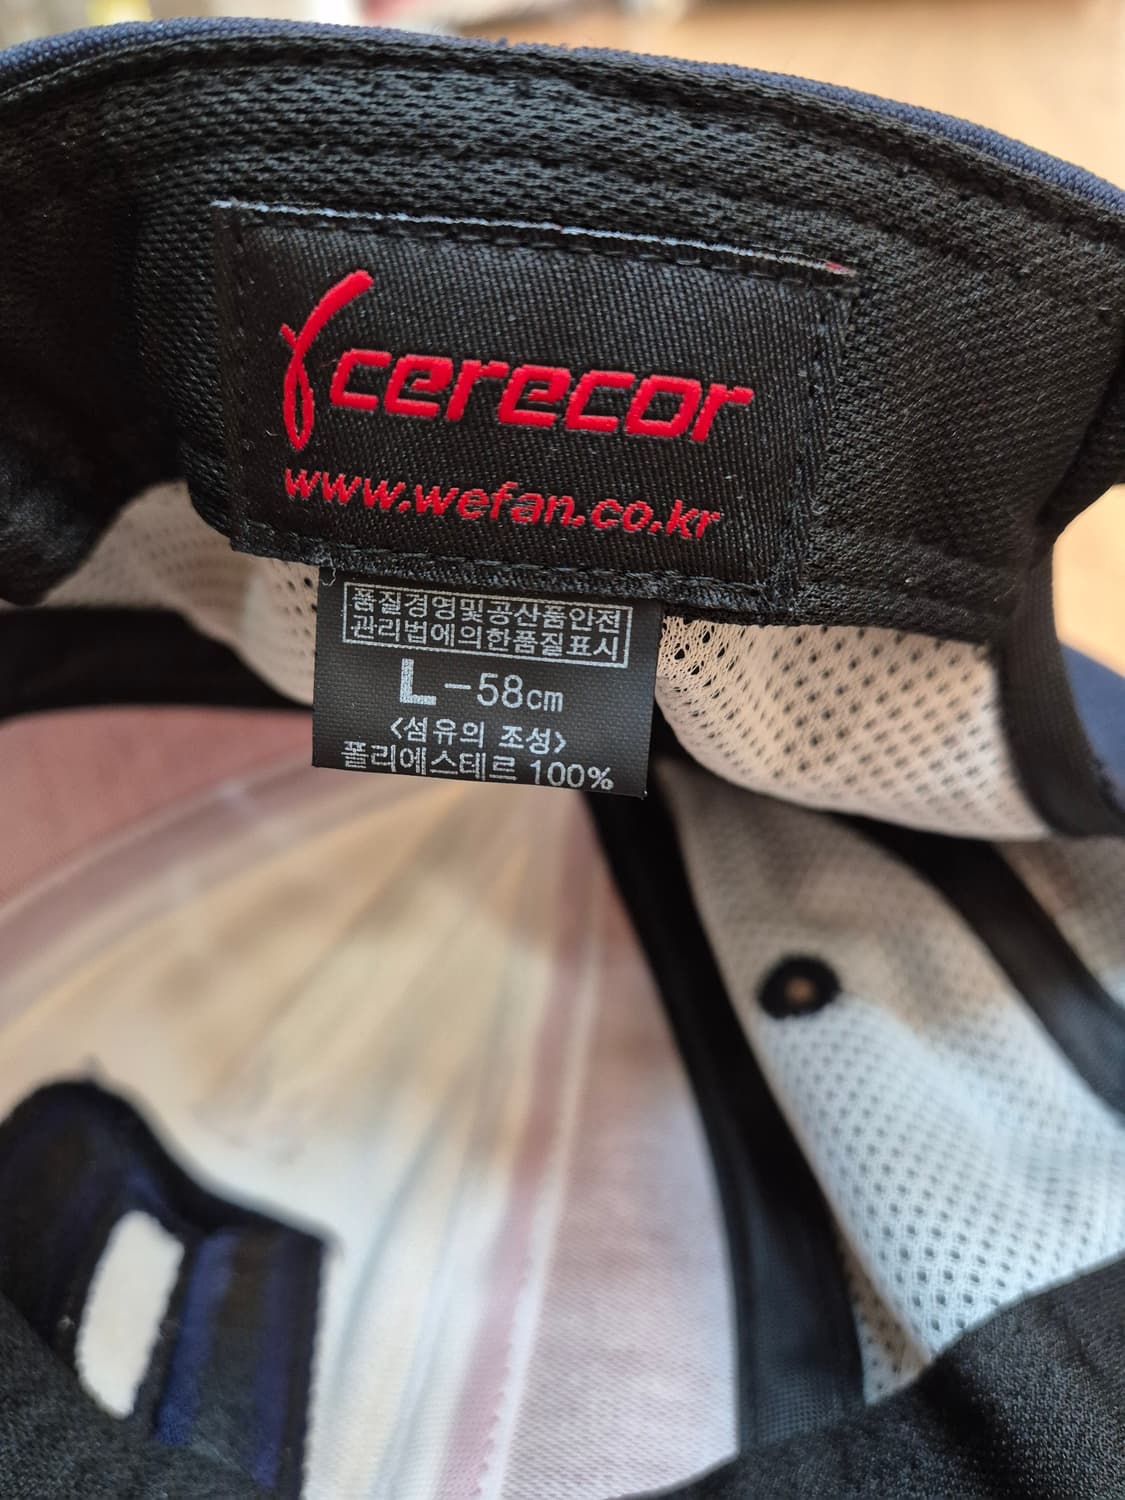 cerecor
www.wefan.co.kr
품질경영및공산품안전
관리법에의한품질표시
L-58cm
<섬유의 조성>
폴리에스테르 100%